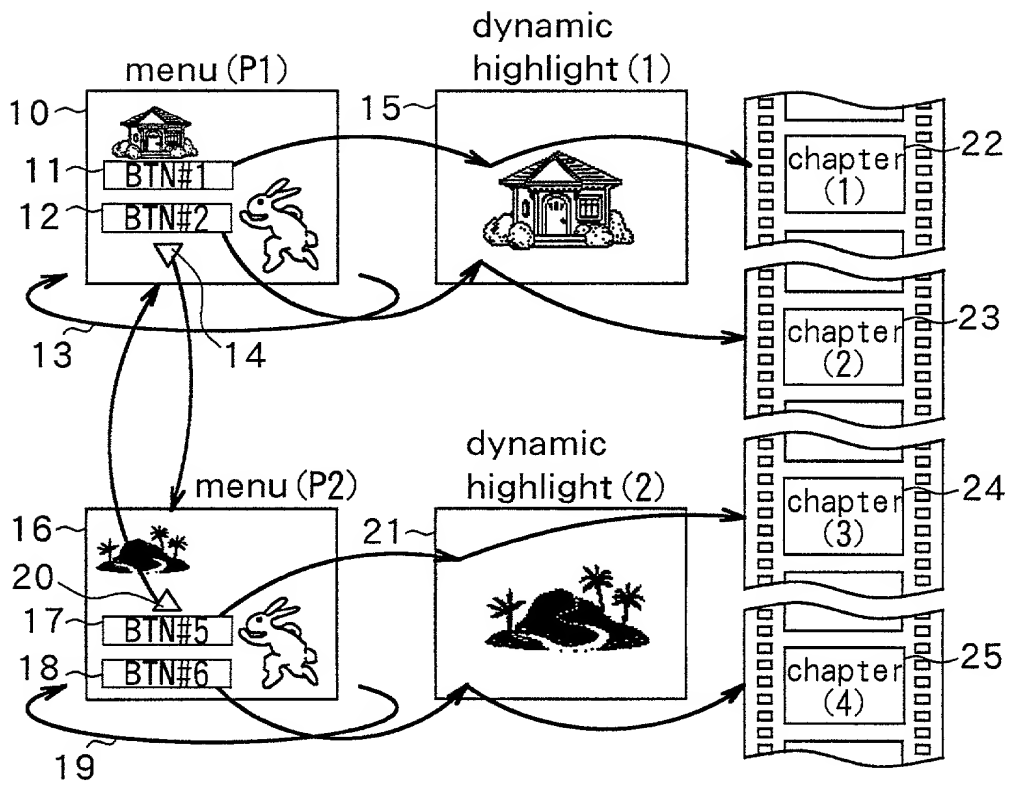 dynamic
highlight(1)
menu(P1)
10
15
11
BTN#1
chapter
(1)
22
12
BTN#2
13
14
chapter
(2)
23
dynamic
highlight(2)
menu(P2)
16
21
chapter
(3)
24
20
17
BTN#5
18
BTN#6
chapter
(4)
25
19